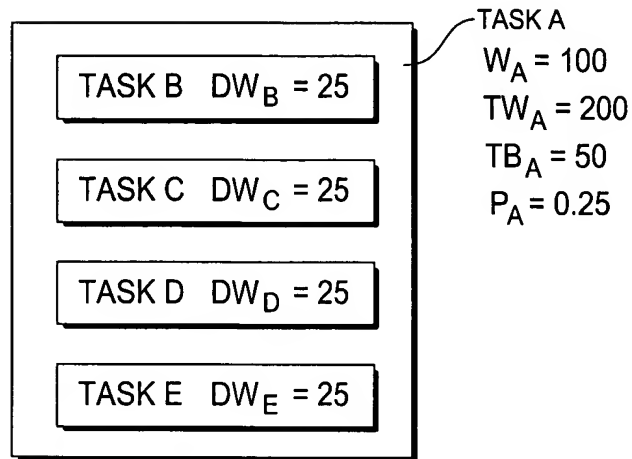 TASK A
W_A = 100
TW_A = 200
TB_A = 50
P_A = 0.25
TASK B DW_B = 25
TASK C DW_C = 25
TASK D DW_D = 25
TASK E DW_E = 25